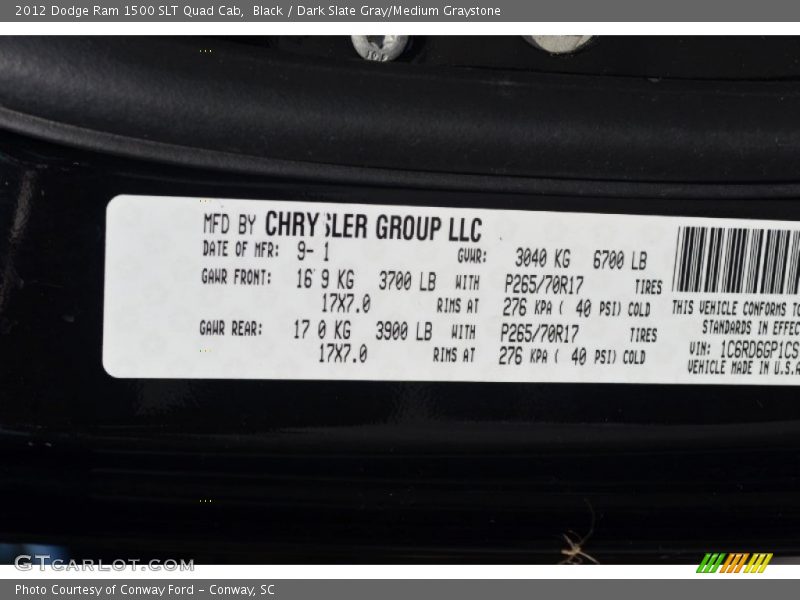 2012 Dodge Ram 1500 SLT Quad Cab, Black / Dark Slate Gray/Medium Graystone
MFD BY CHRYSLER GROUP LLC
DATE OF MFR: 9- 1 GVWR: 3040 KG 6700 LB
GAWR FRONT: 16 9 KG 3700 LB WITH P265/70R17 TIRES
17X7.0 RIMS AT 276 KPA ( 40 PSI) COLD
GAWR REAR: 17 0 KG 3900 LB WITH P265/70R17 TIRES
17X7.0 RIMS AT 276 KPA ( 40 PSI) COLD
THIS VEHICLE CONFORMS TO
STANDARDS IN EFFEC
VIN: 1C6RD6GP1CS
VEHICLE MADE IN U.S.A
GTCARLOT.COM
Photo Courtesy of Conway Ford – Conway, SC